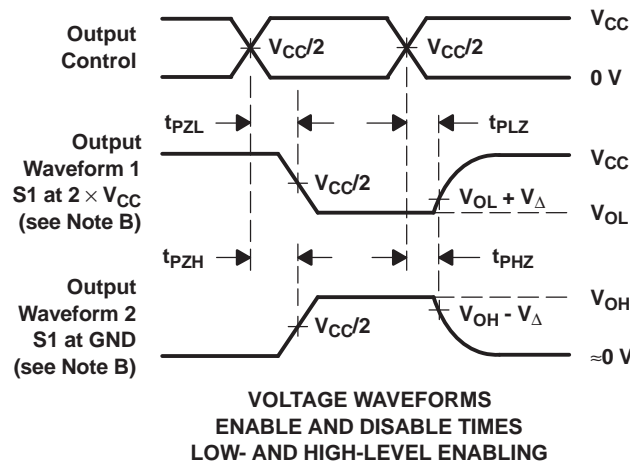 Output
Control
V_CC/2
V_CC/2
V_CC
0 V
t_PZL
t_PLZ
Output
Waveform 1
S1 at 2 × V_CC
(see Note B)
V_CC/2
V_OL + V_Δ
V_CC
V_OL
t_PZH
t_PHZ
Output
Waveform 2
S1 at GND
(see Note B)
V_CC/2
V_OH - V_Δ
V_OH
≈0 V
VOLTAGE WAVEFORMS
ENABLE AND DISABLE TIMES
LOW- AND HIGH-LEVEL ENABLING